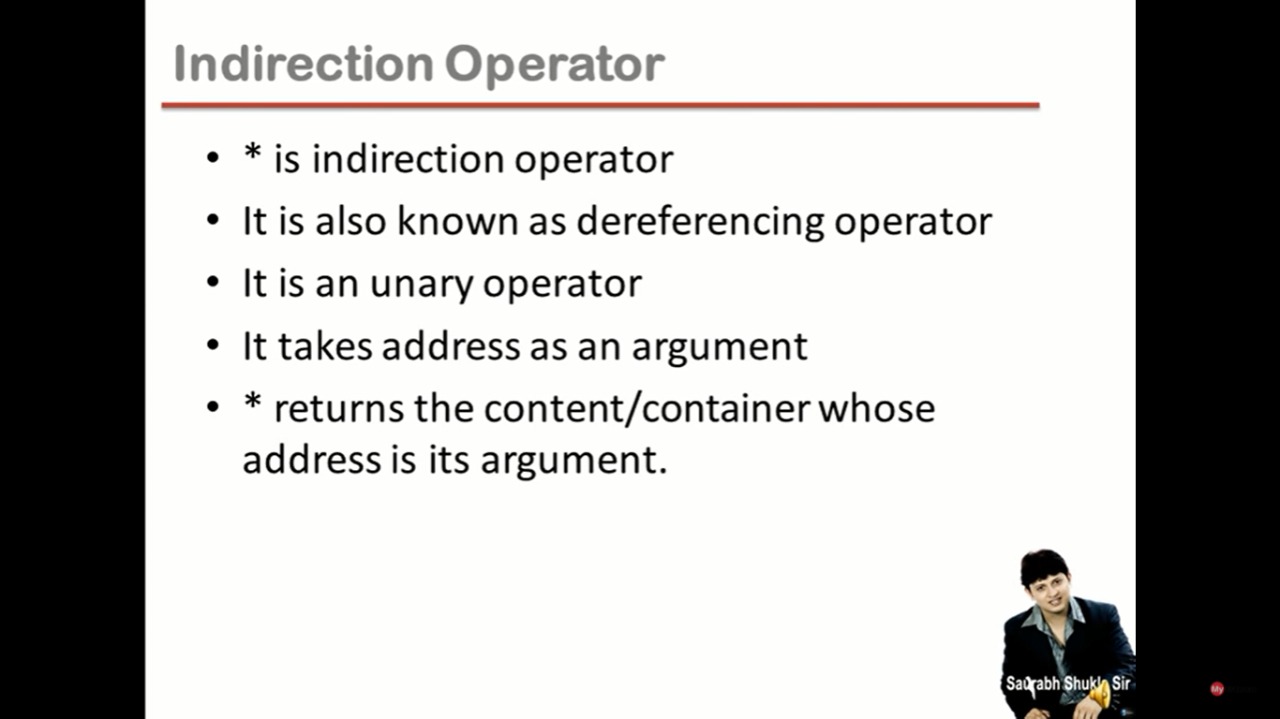 Indirection Operator
• * is indirection operator
• It is also known as dereferencing operator
• It is an unary operator
• It takes address as an argument
• * returns the content/container whose
address is its argument.
Saurabh Shukla Sir
My